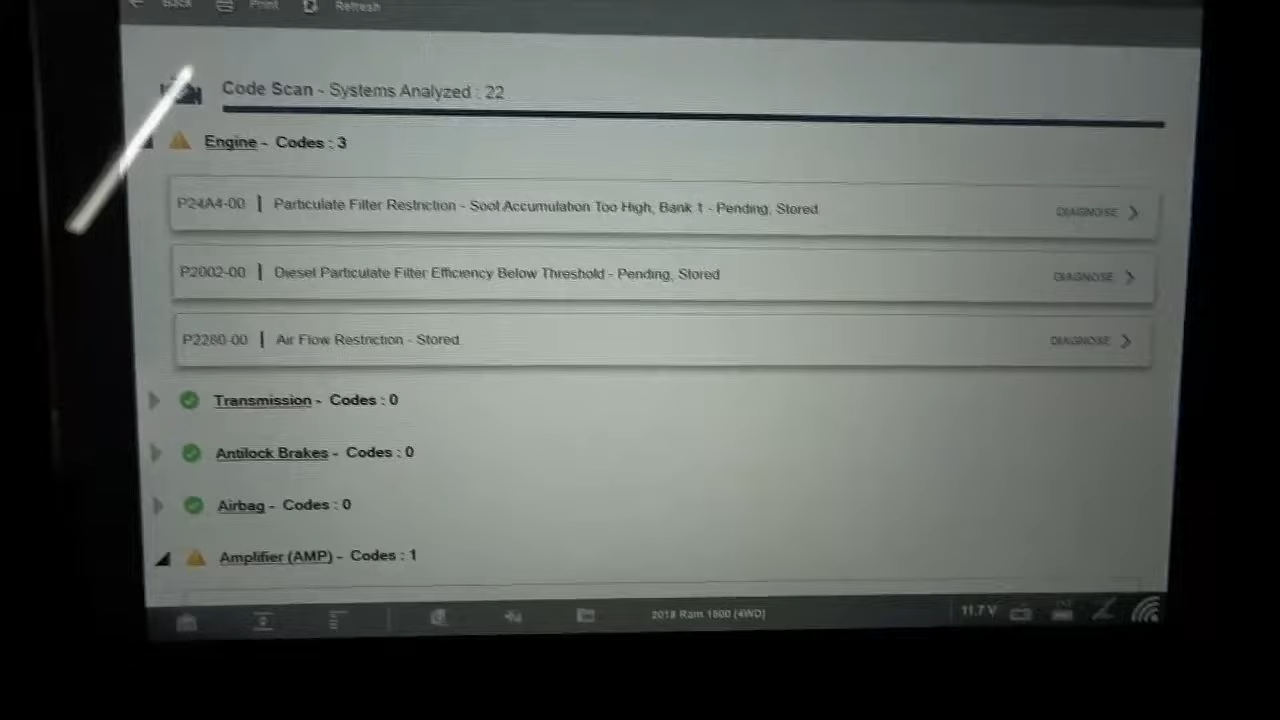 Back Print Refresh
Code Scan - Systems Analyzed : 22
Engine - Codes : 3
P24A4-00 | Particulate Filter Restriction - Soot Accumulation Too High, Bank 1 - Pending, Stored DIAGNOSE
P2002-00 | Diesel Particulate Filter Efficiency Below Threshold - Pending, Stored DIAGNOSE
P2280-00 | Air Flow Restriction - Stored DIAGNOSE
Transmission - Codes : 0
Antilock Brakes - Codes : 0
Airbag - Codes : 0
Amplifier (AMP) - Codes : 1
2018 Ram 1500 (4WD) 11.7 V